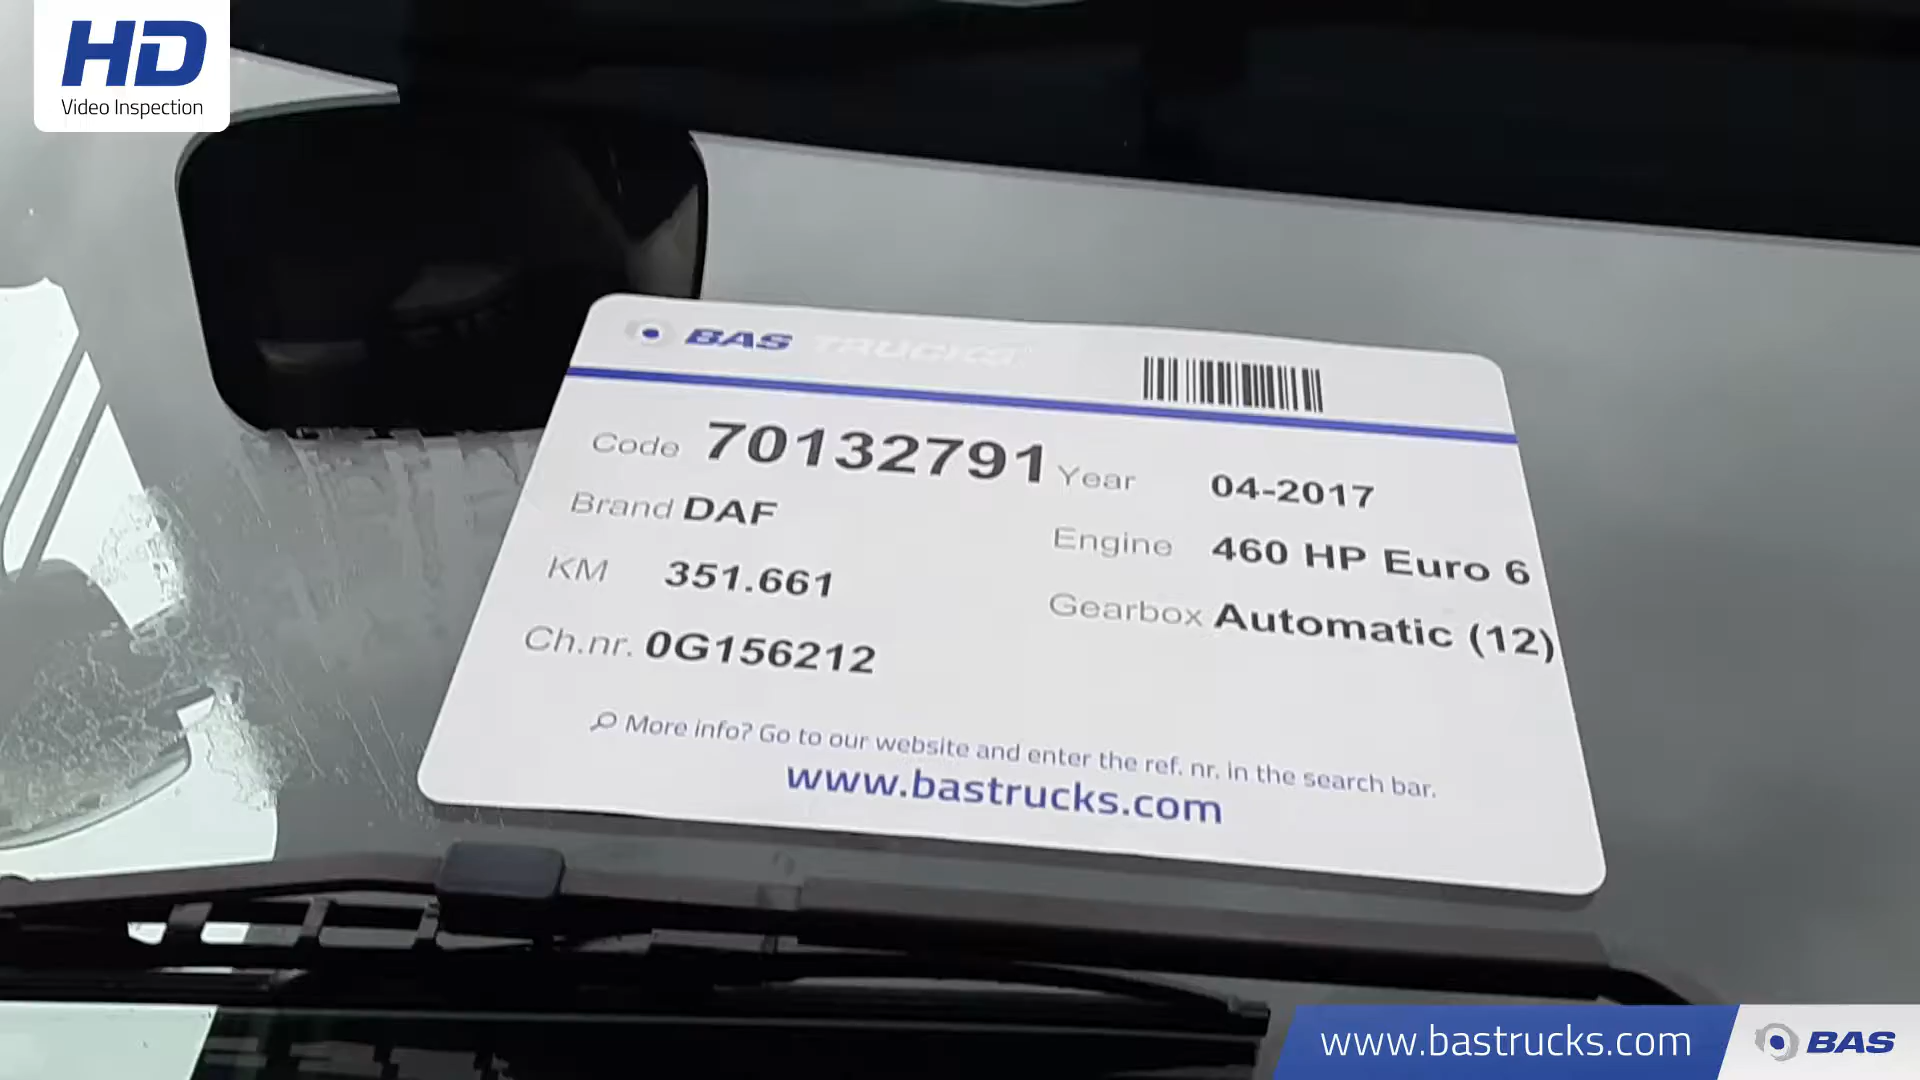 HD
Video Inspection
BAS TRUCKS
Code 70132791
Year 04-2017
Brand DAF
Engine 460 HP Euro 6
KM 351.661
Gearbox Automatic (12)
Ch.nr. 0G156212
More info? Go to our website and enter the ref. nr. in the search bar.
www.bastrucks.com
www.bastrucks.com
BAS